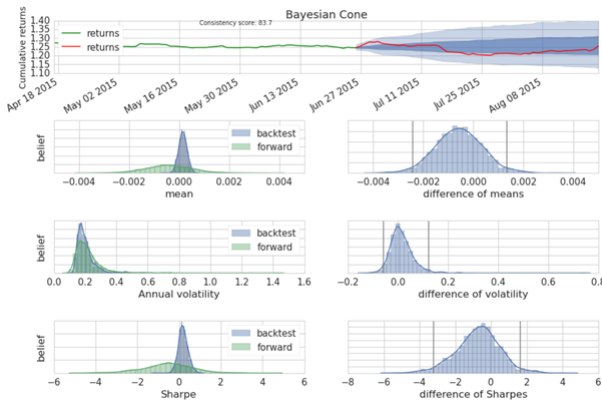 Bayesian Cone
Consistency score: 83.7
Cumulative returns
1.40
1.35
1.30
1.25
1.20
1.15
1.10
returns
returns
Apr 18 2015
May 02 2015
May 16 2015
May 30 2015
Jun 13 2015
Jun 27 2015
Jul 11 2015
Jul 25 2015
Aug 08 2015
belief
backtest
forward
−0.004 −0.002 0.000 0.002 0.004
mean
−0.004 −0.002 0.000 0.002 0.004
difference of means
belief
backtest
forward
0.0 0.2 0.4 0.6 0.8 1.0 1.2 1.4 1.6
Annual volatility
−0.2 0.0 0.2 0.4 0.6 0.8
difference of volatility
belief
backtest
forward
−6 −4 −2 0 2 4 6
Sharpe
−8 −6 −4 −2 0 2 4 6
difference of Sharpes